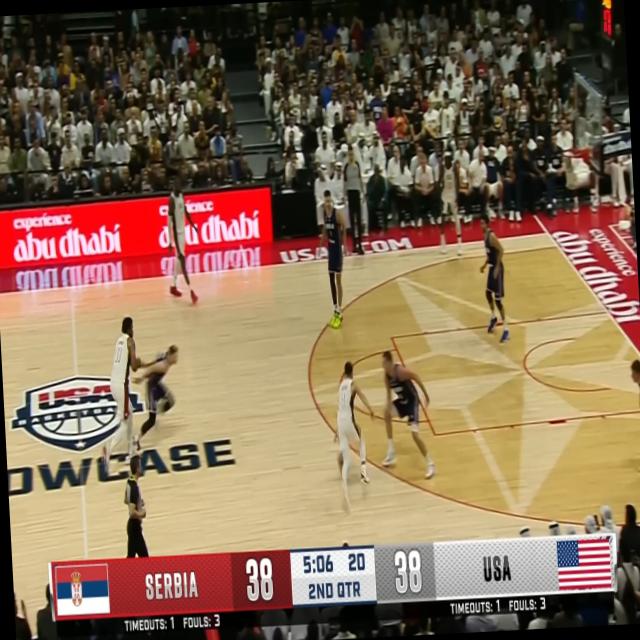 experience experience
abu dhabi abu dhabi
USAB.COM
experience
abu dhabi
USA
OWCASE
SERBIA 38 5:06 20 38 USA
2ND QTR
TIMEOUTS: 1 FOULS: 3 TIMEOUTS: 1 FOULS: 3